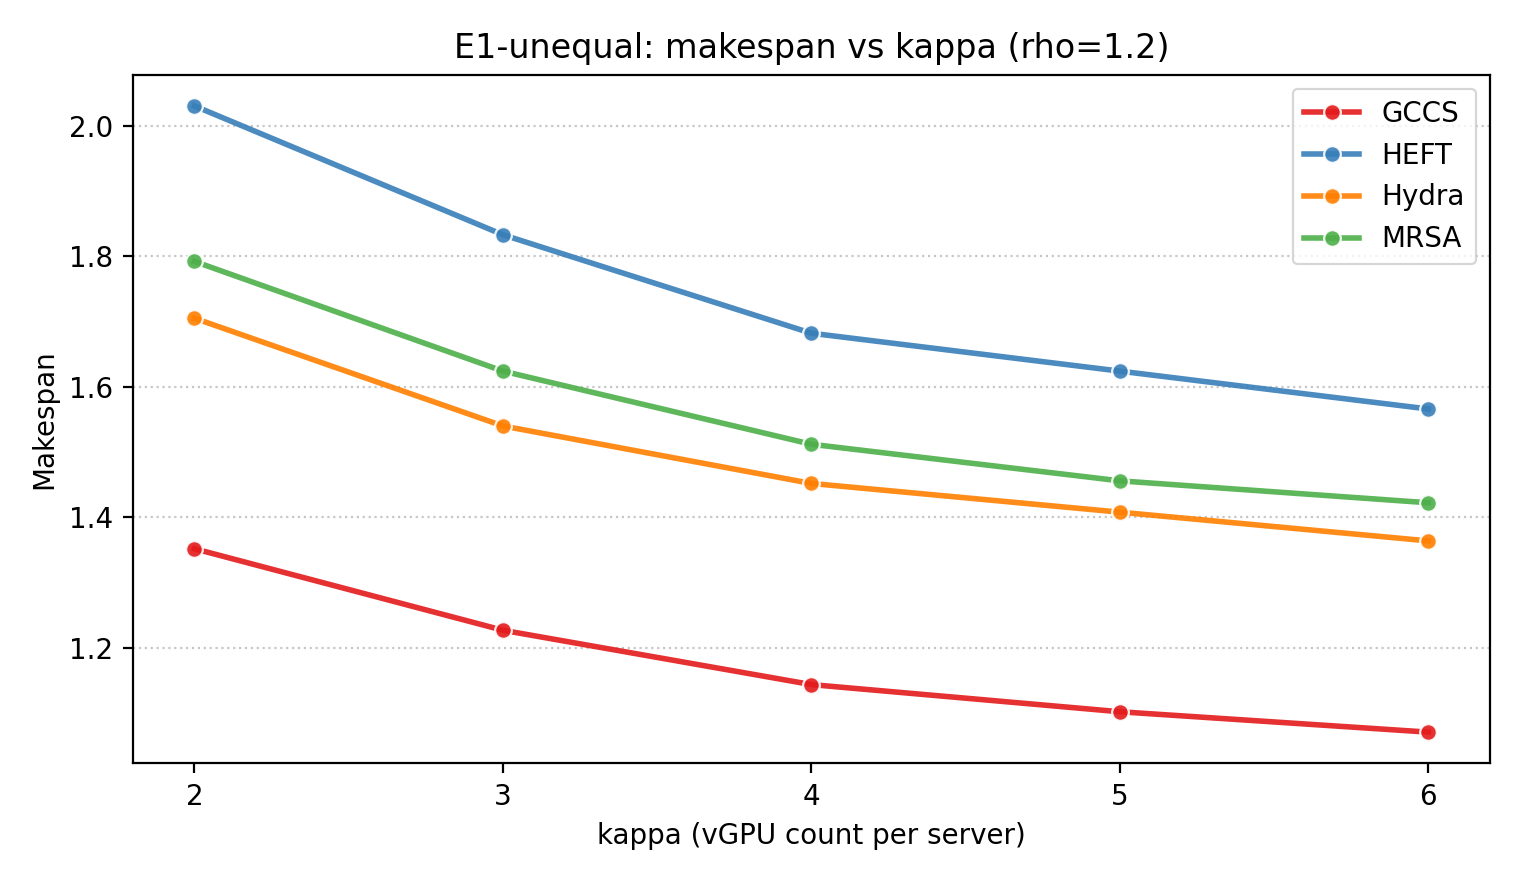 E1-unequal: makespan vs kappa (rho=1.2)
GCCS
HEFT
Hydra
MRSA
Makespan
2.0
1.8
1.6
1.4
1.2
2 3 4 5 6
kappa (vGPU count per server)